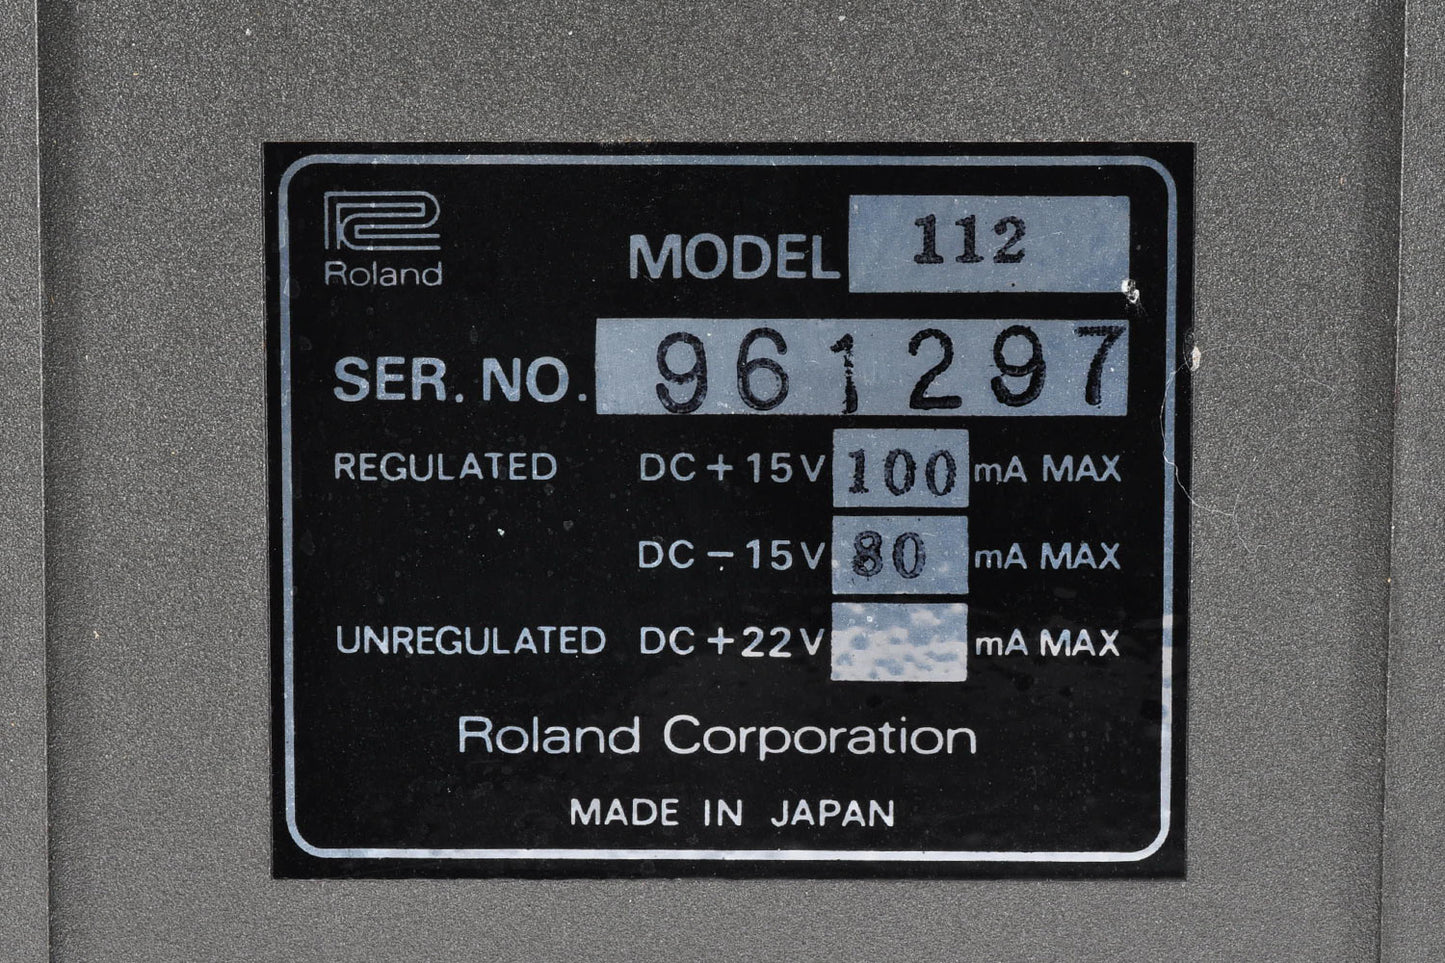 Roland
MODEL 112
SER. NO. 961297
REGULATED DC+15V 100 mA MAX
DC-15V 80 mA MAX
UNREGULATED DC+22V mA MAX
Roland Corporation
MADE IN JAPAN